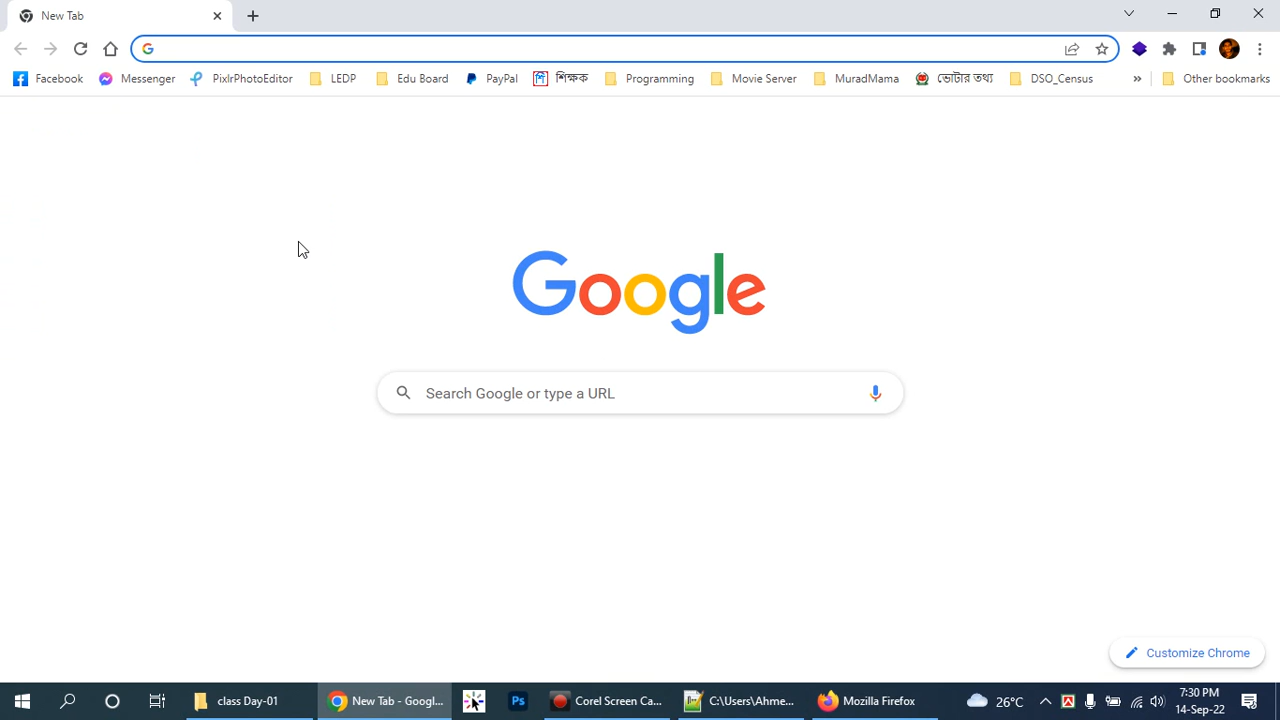 New Tab
Facebook Messenger PixlrPhotoEditor LEDP Edu Board PayPal শিক্ষক Programming Movie Server MuradMama ভোটার তথ্য DSO_Census » Other bookmarks
Google
Search Google or type a URL
Customize Chrome
class Day-01 New Tab - Googl... Ps Corel Screen Ca... C:\Users\Ahme... Mozilla Firefox 26°C 7:30 PM
14-Sep-22